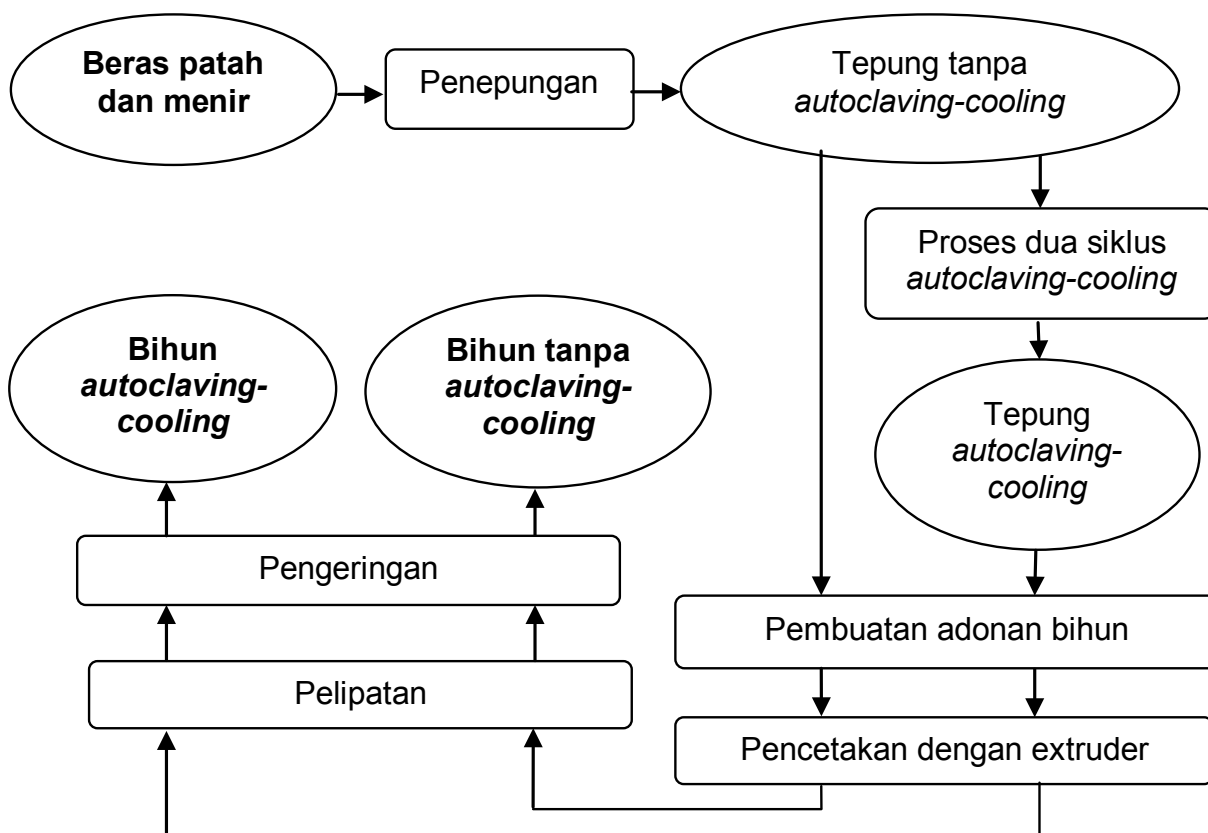 Beras patah
dan menir
Penepungan
Tepung tanpa
autoclaving-cooling
Proses dua siklus
autoclaving-cooling
Tepung
autoclaving-
cooling
Pembuatan adonan bihun
Pencetakan dengan extruder
Pelipatan
Pengeringan
Bihun
autoclaving-
cooling
Bihun tanpa
autoclaving-
cooling